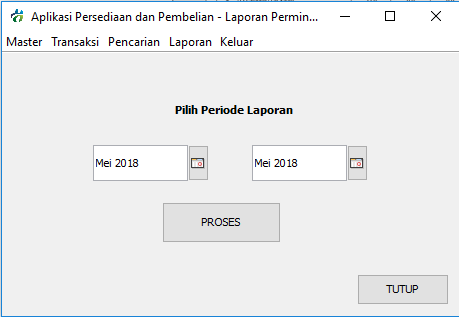 Aplikasi Persediaan dan Pembelian - Laporan Permin...
Master Transaksi Pencarian Laporan Keluar
Pilih Periode Laporan
Mei 2018 Mei 2018
PROSES
TUTUP